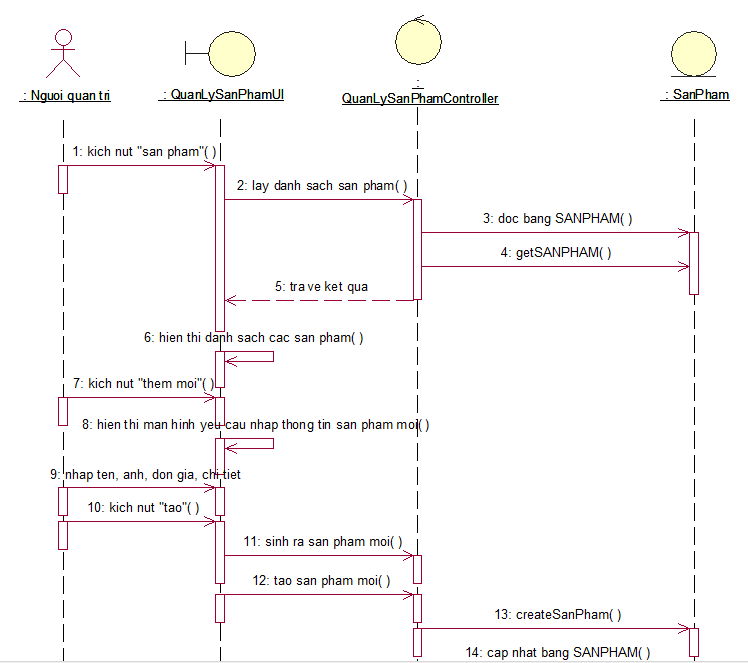 : Nguoi quan tri
: QuanLySanPhamUI
:
QuanLySanPhamController
: SanPham
1: kich nut "san pham"( )
2: lay danh sach san pham( )
3: doc bang SANPHAM( )
4: getSANPHAM( )
5: tra ve ket qua
6: hien thi danh sach cac san pham( )
7: kich nut "them moi"( )
8: hien thi man hinh yeu cau nhap thong tin san pham moi( )
9: nhap ten, anh, don gia, chi tiet
10: kich nut "tao"( )
11: sinh ra san pham moi( )
12: tao san pham moi( )
13: createSanPham( )
14: cap nhat bang SANPHAM( )